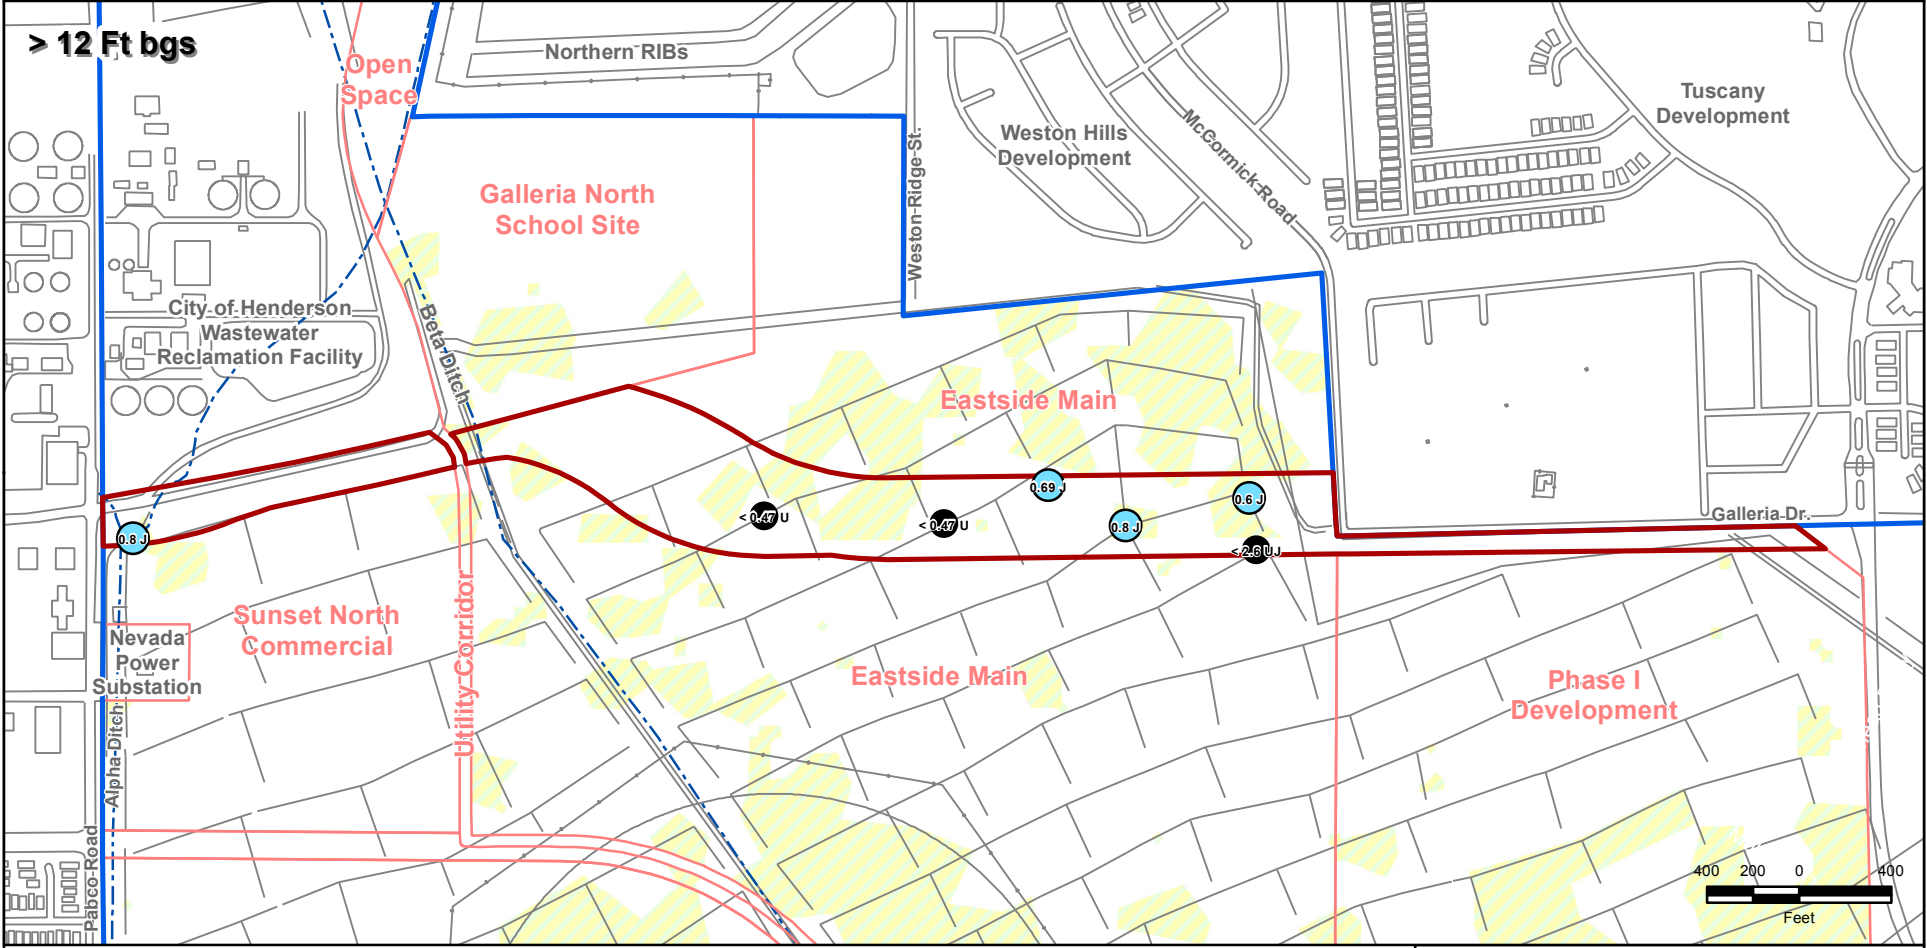 > 12 Ft bgs
Open
Space
Northern RIBs
Tuscany
Development
Weston Hills
Development
McCormick Road
Weston Ridge St.
Galleria North
School Site
City of Henderson
Wastewater
Reclamation Facility
Beta Ditch
Eastside Main
0.69 J
0.6 J
< 0.47 U
< 0.47 U
0.8 J
0.8 J
< 2.6 UJ
Galleria Dr.
Sunset North
Commercial
Nevada
Power
Substation
Utility Corridor
Eastside Main
Phase I
Development
Alpha Ditch
Pabco Road
400 200 0 400
Feet